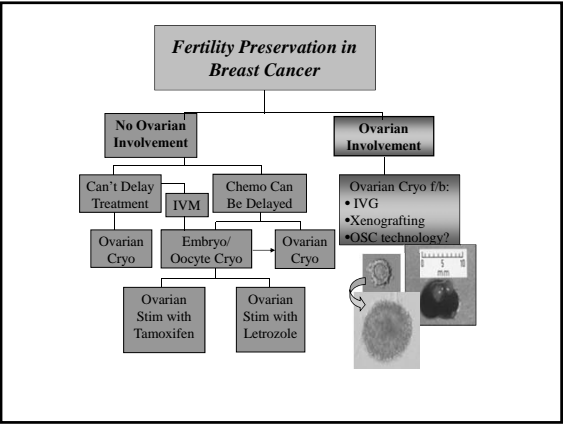 Fertility Preservation in
Breast Cancer
No Ovarian
Involvement
Ovarian
Involvement
Can't Delay
Treatment
IVM
Chemo Can
Be Delayed
Ovarian
Cryo
Embryo/
Oocyte Cryo
Ovarian
Cryo
Ovarian
Stim with
Tamoxifen
Ovarian
Stim with
Letrozole
Ovarian Cryo f/b:
• IVG
•Xenografting
•OSC technology?
0 5 10
mm